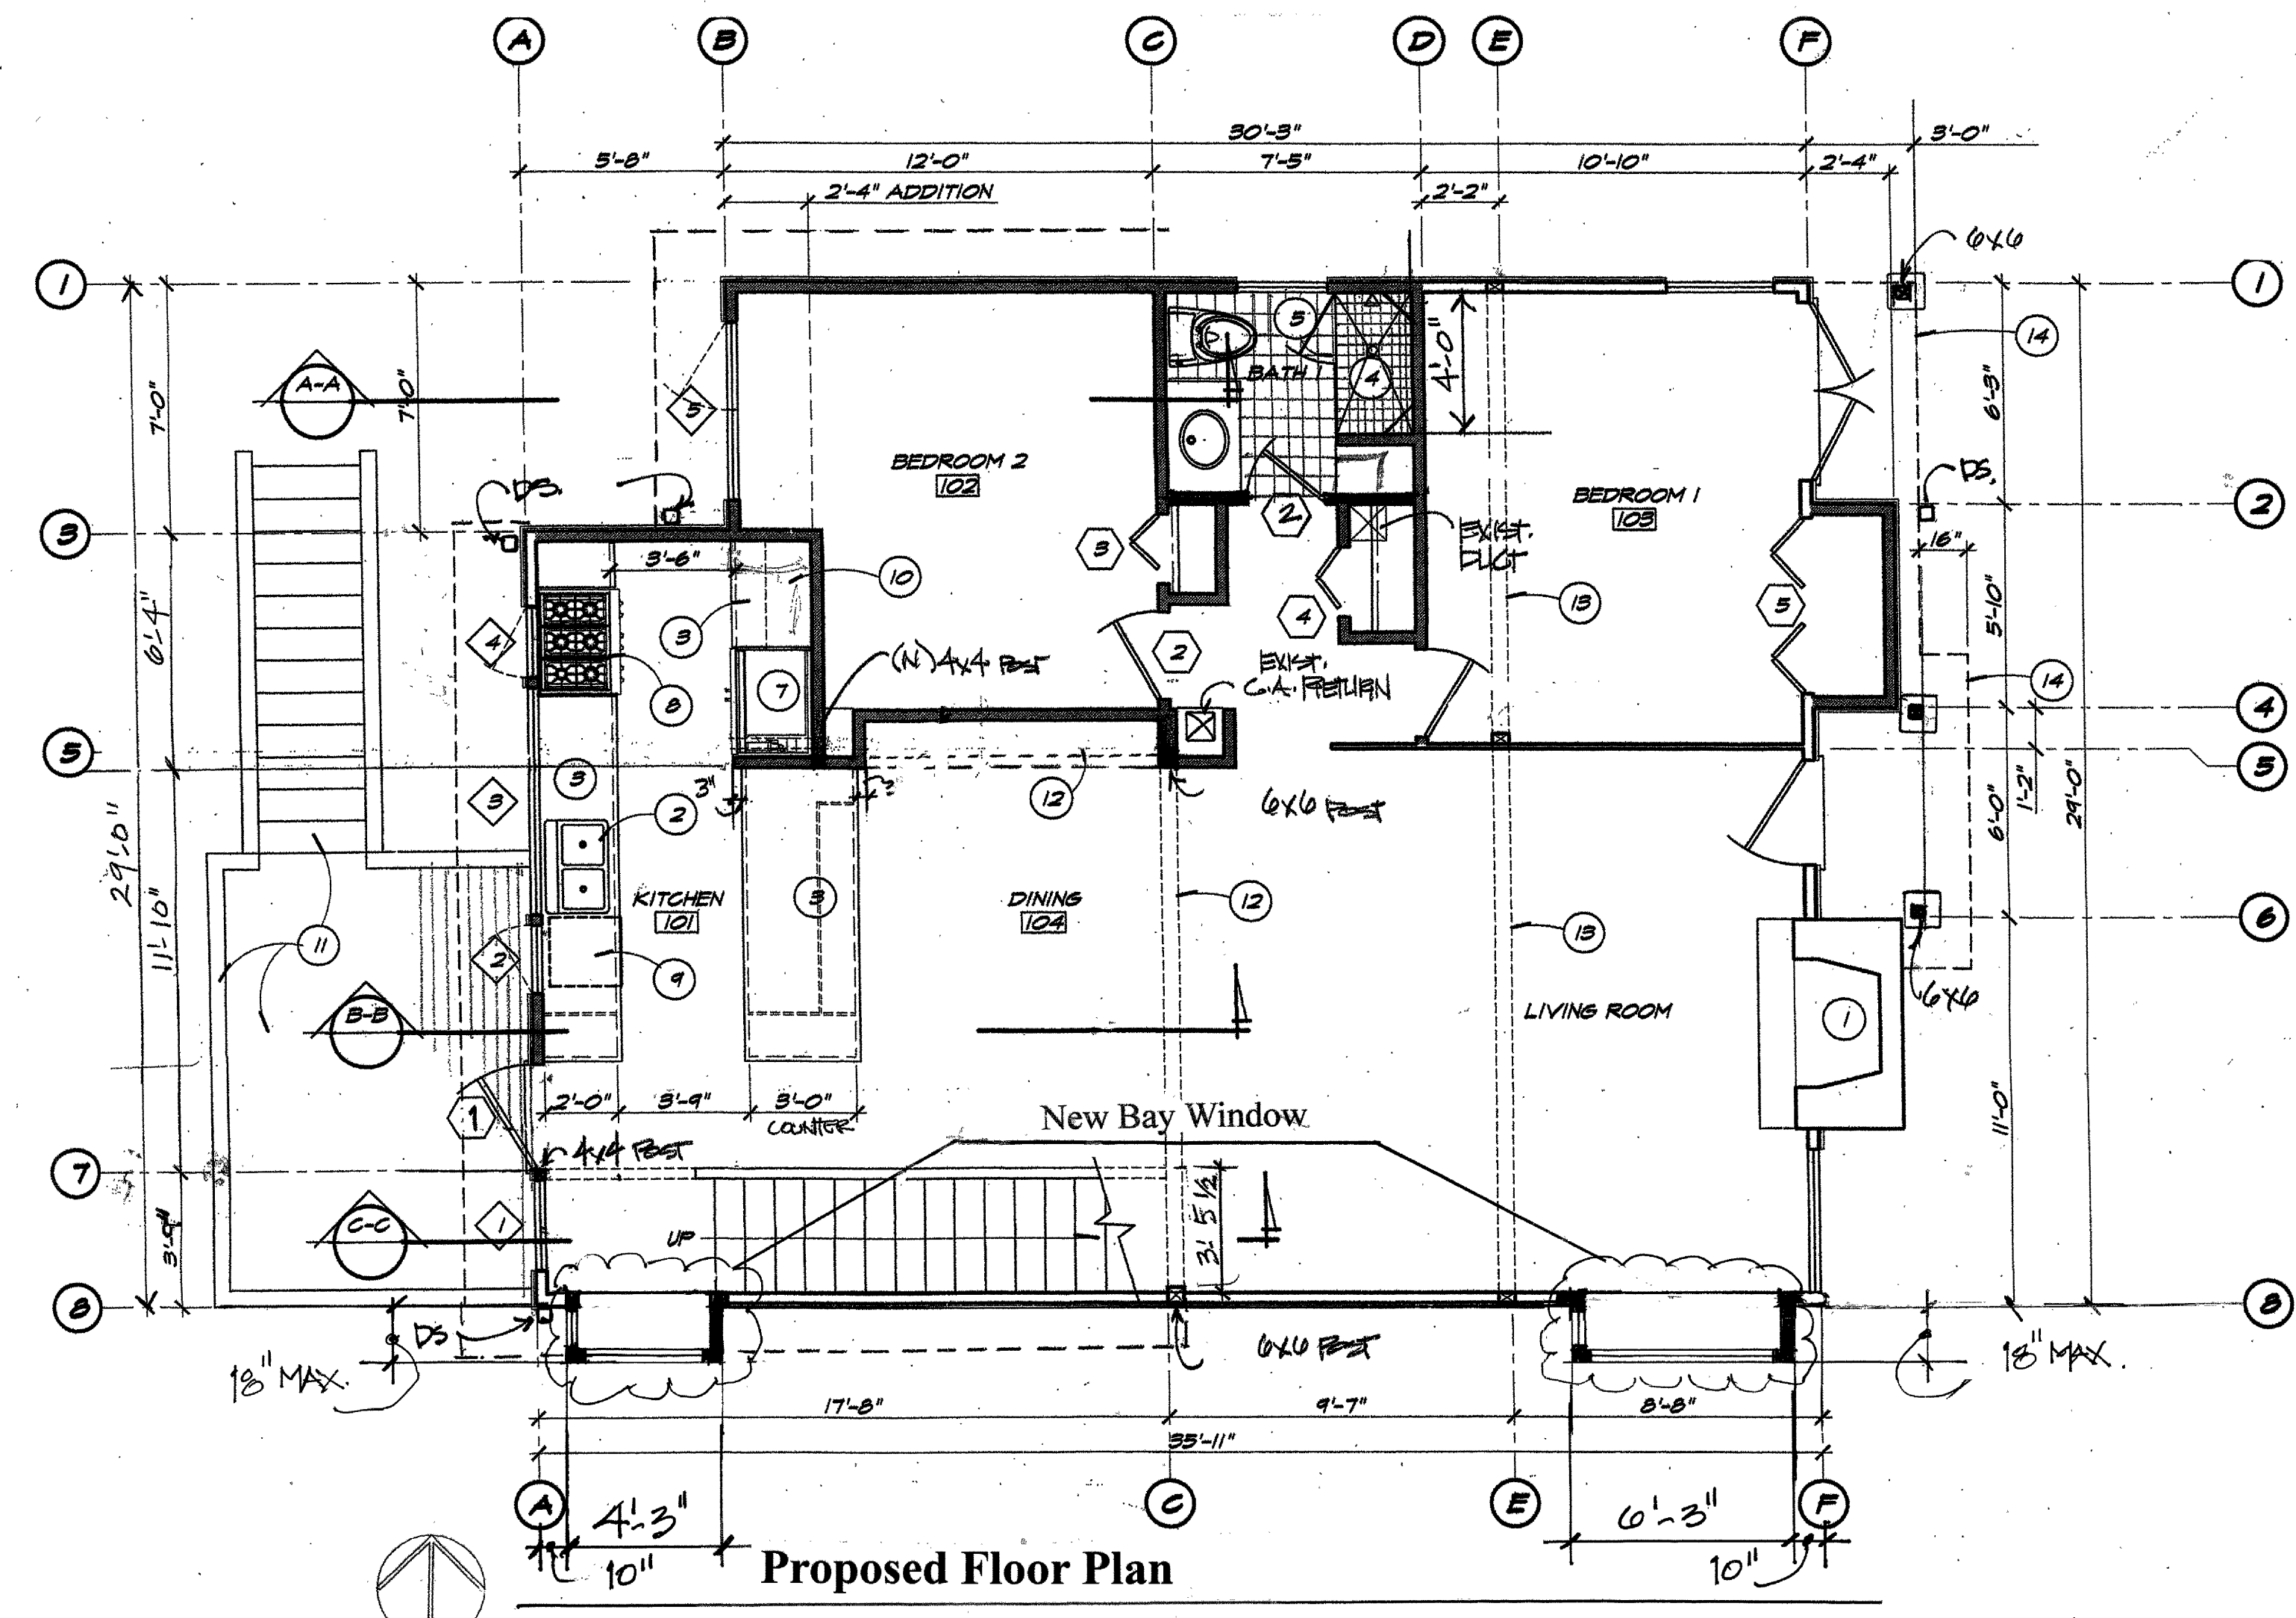 A B C D E F
30'-3" 3'-0"
5'-8" 12'-0" 7'-5" 10'-10" 2'-4"
2'-4" ADDITION 2'-2"
6x6
1 1
5 14
A-A 7'-0" 7'-0" BATH 1 4 4'-0" 6'-3"
5
BEDROOM 2
102
BEDROOM 1
103
DS. DS.
2 2
3 3 EXIST.
DUCT
16"
3'-6" 10
3 4 13 5 5'-10"
6'-4" 4 3
2 EXIST.
C.A. RETURN
(N) 4x4 POST
7 8 14
4
5 5
3 3 3" 12 6x6 POST 6'-0" 1'-2" 29'-0"
2
29'-0" 11'-10"
KITCHEN
101
3 DINING
104
12 13 6
11 2 9 6x6
LIVING ROOM 1
B-B
2'-0" 3'-9" 3'-0"
COUNTER
New Bay Window
1 11'-0"
4x4 POST
7
3'-9" C-C 1 UP 3' 5 1/2
8 8
DS 6x6 POST
18" MAX. 18" MAX.
17'-8" 9'-7" 8'-8"
35'-11"
A C E F
4'-3" 6'-3"
10" 10"
Proposed Floor Plan